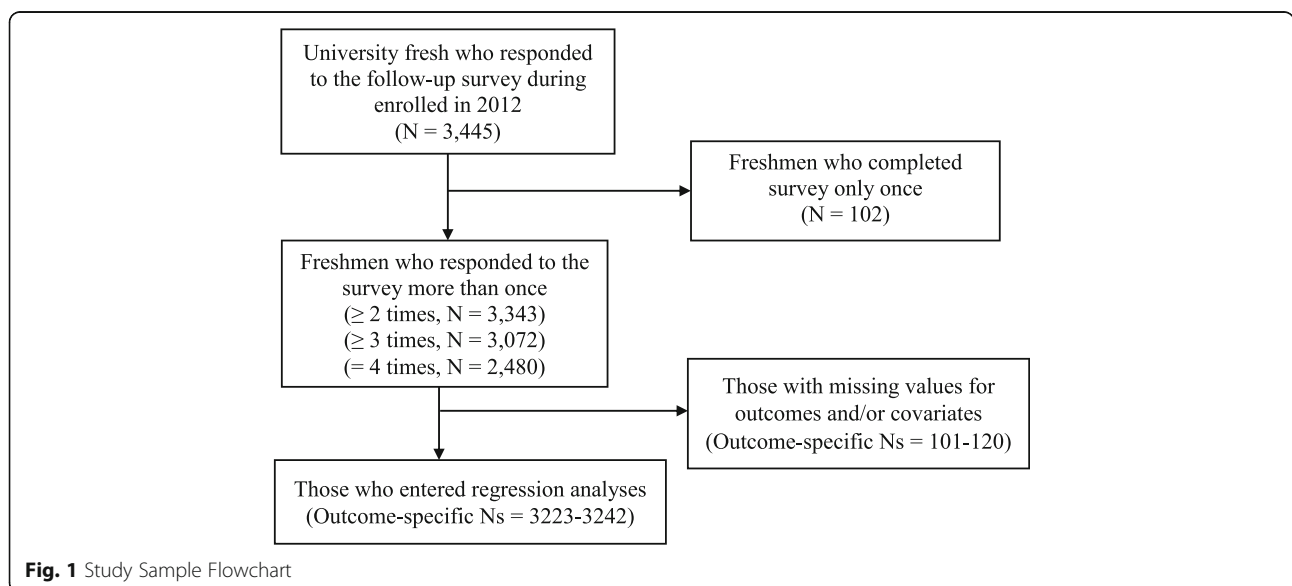 University fresh who responded
to the follow-up survey during
enrolled in 2012
(N = 3,445)
Freshmen who completed
survey only once
(N = 102)
Freshmen who responded to the
survey more than once
(≥ 2 times, N = 3,343)
(≥ 3 times, N = 3,072)
(= 4 times, N = 2,480)
Those with missing values for
outcomes and/or covariates
(Outcome-specific Ns = 101-120)
Those who entered regression analyses
(Outcome-specific Ns = 3223-3242)
Fig. 1 Study Sample Flowchart